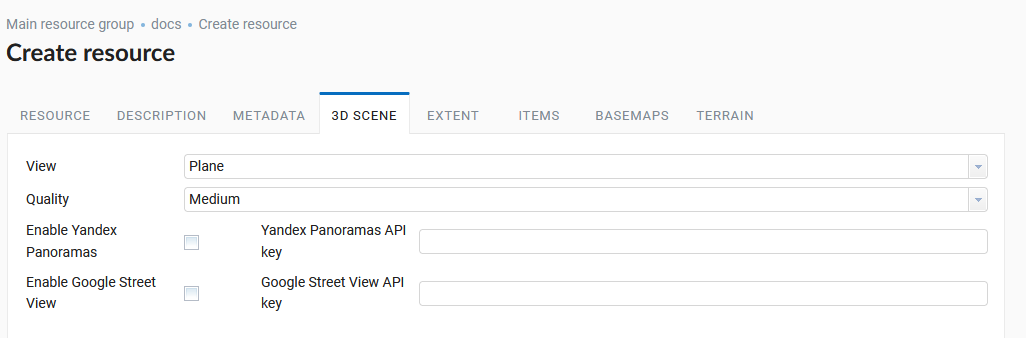 Main resource group • docs • Create resource
Create resource
RESOURCE DESCRIPTION METADATA 3D SCENE EXTENT ITEMS BASEMAPS TERRAIN
View Plane
Quality Medium
Enable Yandex
Panoramas
Yandex Panoramas API
key
Enable Google Street
View
Google Street View API
key